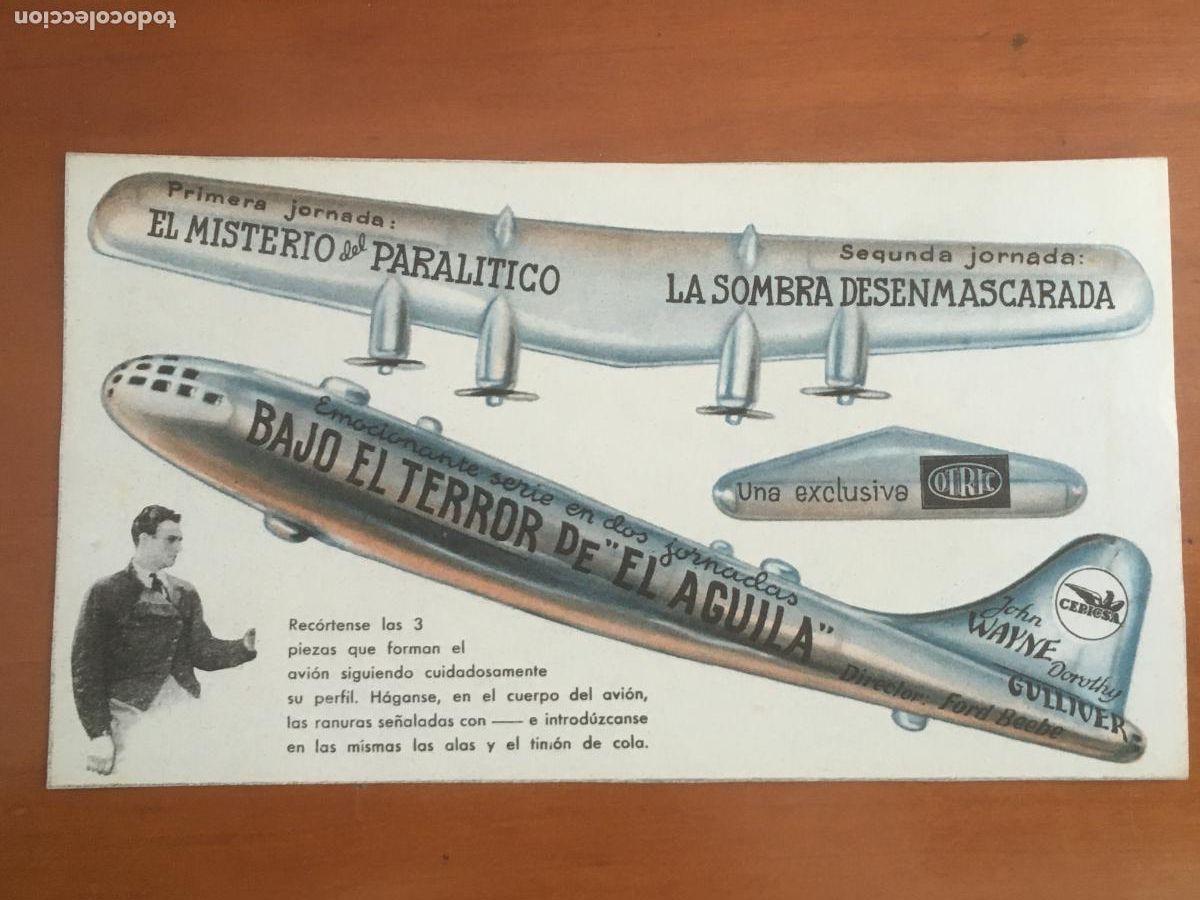 todocoleccion
Primera jornada:
EL MISTERIO del PARALITICO
Segunda jornada:
LA SOMBRA DESENMASCARADA
Emocionante serie en dos jornadas
BAJO EL TERROR DE "EL AGUILA"
Una exclusiva OTRIC
CEPICSA
John
WAYNE
Dorothy
GULLIVER
Director: Ford Beebe
Recórtense las 3
piezas que forman el
avión siguiendo cuidadosamente
su perfil. Háganse, en el cuerpo del avión,
las ranuras señaladas con — e introdúzcanse
en las mismas las alas y el timón de cola.